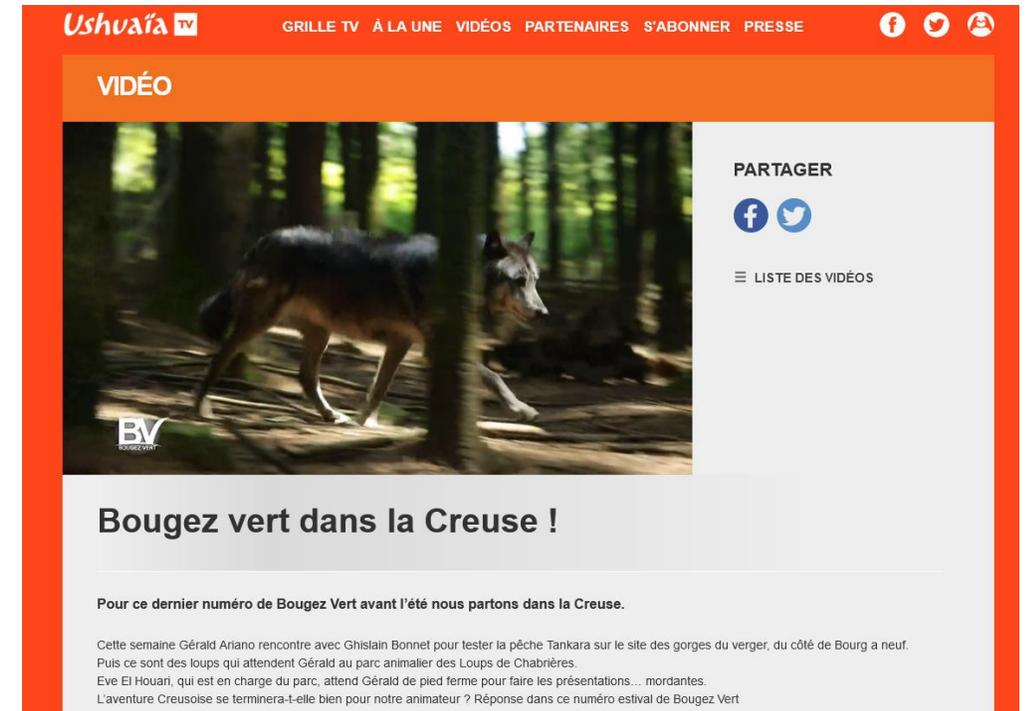 Ushuaïa TV
GRILLE TV À LA UNE VIDÉOS PARTENAIRES S'ABONNER PRESSE
VIDÉO
PARTAGER
LISTE DES VIDÉOS
BV
BOUGEZ VERT
Bougez vert dans la Creuse !
Pour ce dernier numéro de Bougez Vert avant l'été nous partons dans la Creuse.
Cette semaine Gérald Ariano rencontre avec Ghislain Bonnet pour tester la pêche Tankara sur le site des gorges du verger, du côté de Bourg a neuf.
Puis ce sont des loups qui attendent Gérald au parc animalier des Loups de Chabrières.
Eve El Houari, qui est en charge du parc, attend Gérald de pied ferme pour faire les présentations… mordantes.
L'aventure Creusoise se terminera-t-elle bien pour notre animateur ? Réponse dans ce numéro estival de Bougez Vert